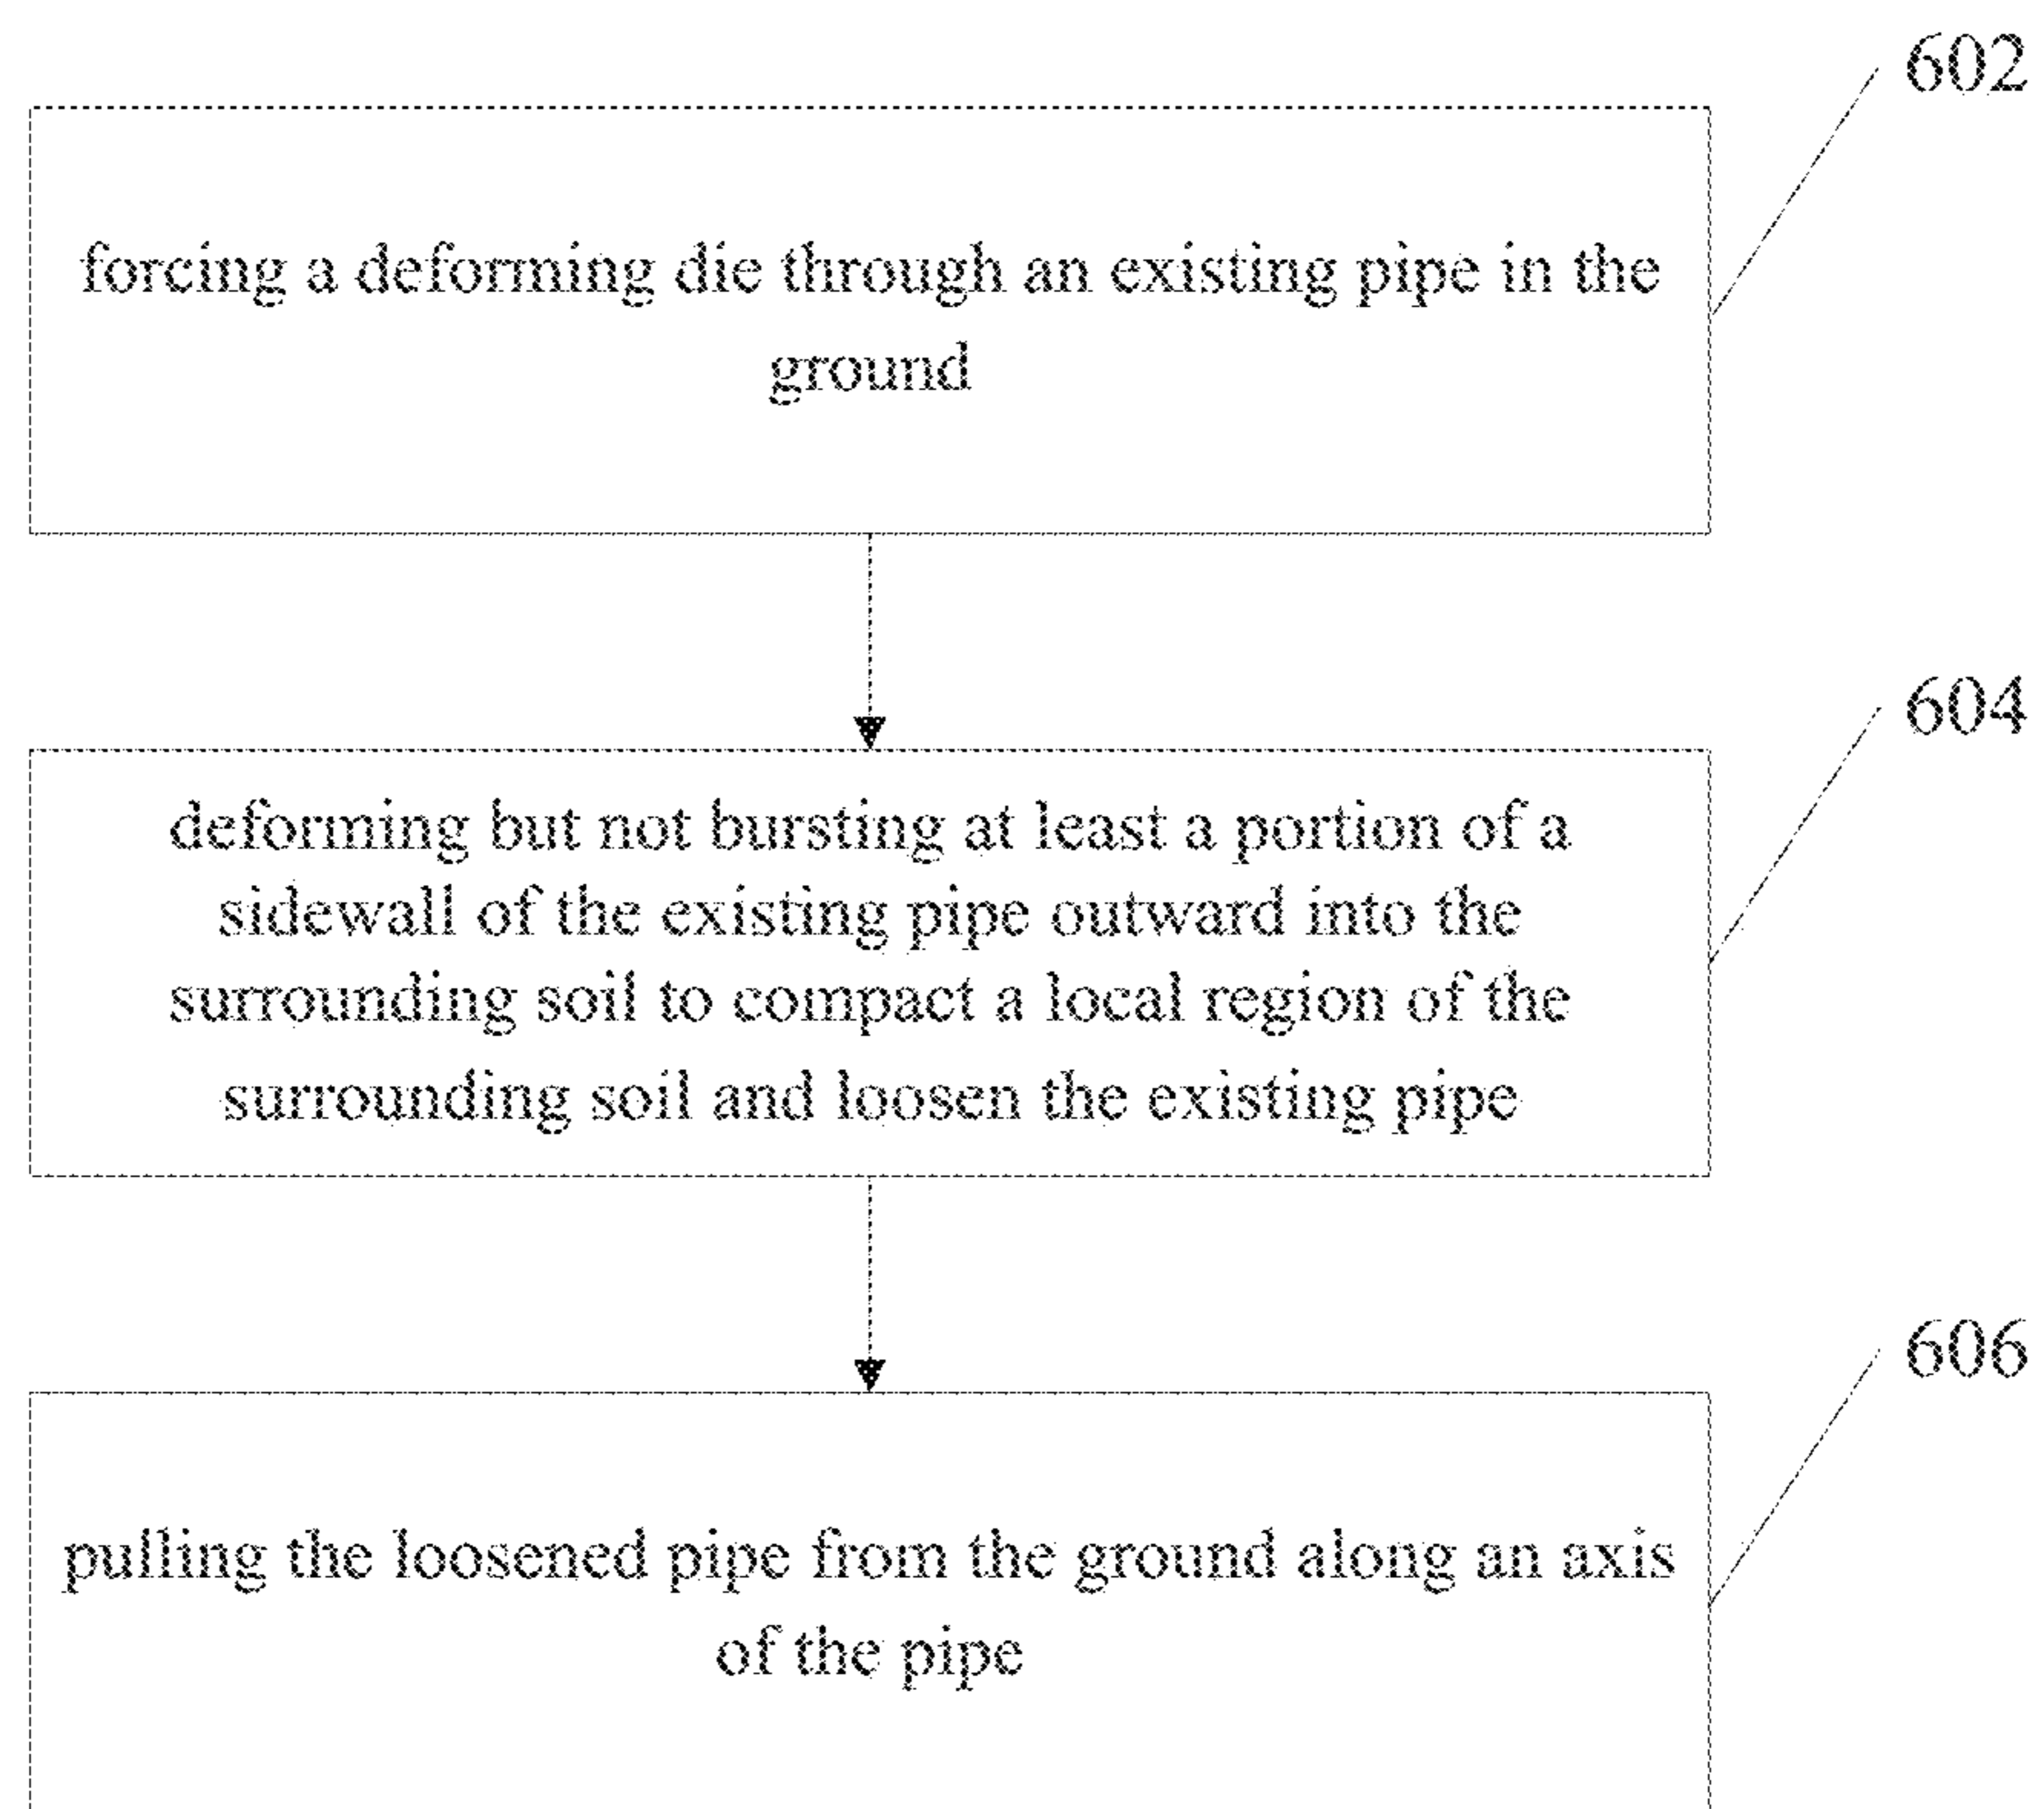 602
forcing a deforming die through an existing pipe in the
ground
604
deforming but not bursting at least a portion of a
sidewall of the existing pipe outward into the
surrounding soil to compact a local region of the
surrounding soil and loosen the existing pipe
606
pulling the loosened pipe from the ground along an axis
of the pipe